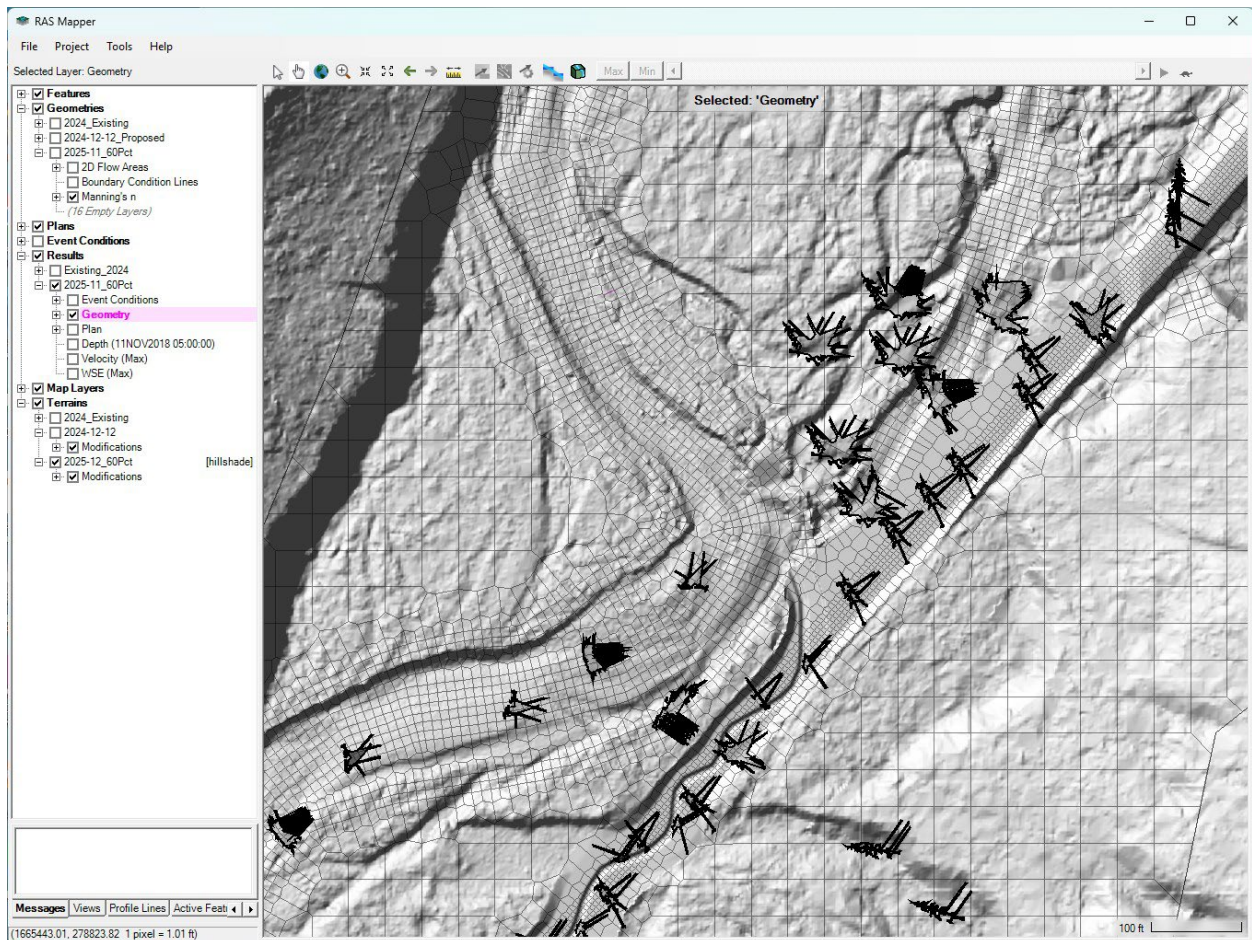 RAS Mapper
File Project Tools Help
Selected Layer: Geometry
Max Min
Features
Geometries
2024_Existing
2024-12-12_Proposed
2025-11_60Pct
2D Flow Areas
Boundary Condition Lines
Manning's n
(16 Empty Layers)
Plans
Event Conditions
Results
Existing_2024
2025-11_60Pct
Event Conditions
Geometry
Plan
Depth (11NOV2018 05:00:00)
Velocity (Max)
WSE (Max)
Map Layers
Terrains
2024_Existing
2024-12-12
Modifications
2025-12_60Pct [hillshade]
Modifications
Selected: 'Geometry'
100 ft
Messages Views Profile Lines Active Feat
(1665443.01, 278823.82 1 pixel = 1.01 ft)